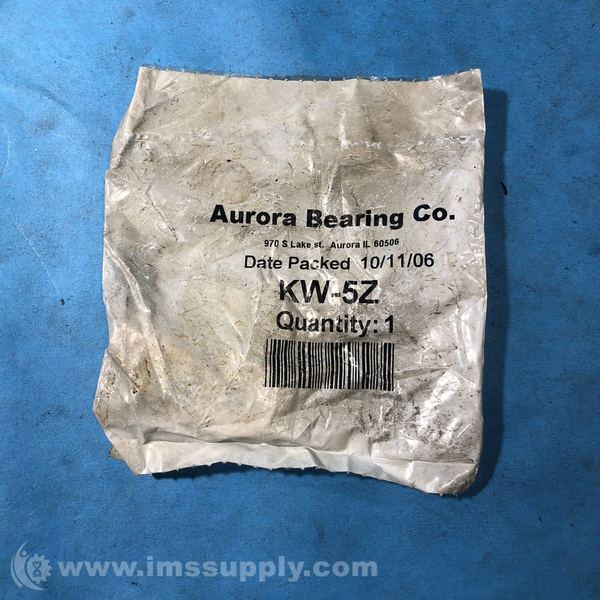 Aurora Bearing Co.
970 S Lake st. Aurora IL 60506
Date Packed 10/11/06
KW-5Z
Quantity: 1
www.imssupply.com